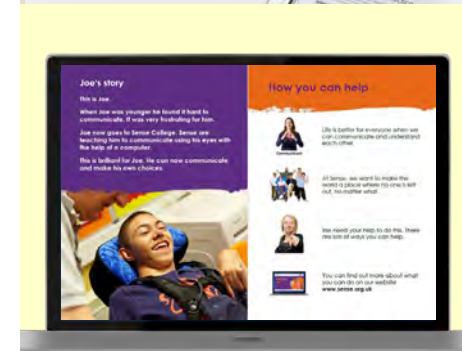 Joe's story
This is Joe.
When Joe was younger he found it hard to
communicate. It was very frustrating for him.
Joe now goes to Sense College. Sense are
teaching him to communicate using his eyes with
the help of a computer.
This is brilliant for Joe. He can now communicate
and make his own choices.
How you can help
Life is better for everyone when we
can communicate and understand
each other.
At Sense, we want to make the
world a place where no one is left
out, no matter what.
We need your help to do this. There
are lots of ways you can help.
You can find out more about what
you can do on our website
www.sense.org.uk